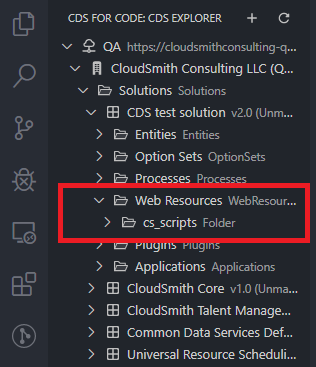 CDS FOR CODE: CDS EXPLORER
QA https://cloudsmithconsulting-q...
CloudSmith Consulting LLC (Q...
Solutions Solutions
CDS test solution v2.0 (Unm...
Entities Entities
Option Sets OptionSets
Processes Processes
Web Resources WebResour...
cs_scripts Folder
Plugins Plugins
Applications Applications
CloudSmith Core v1.0 (Unma...
CloudSmith Talent Manage...
Common Data Services Def...
Universal Resource Scheduli...